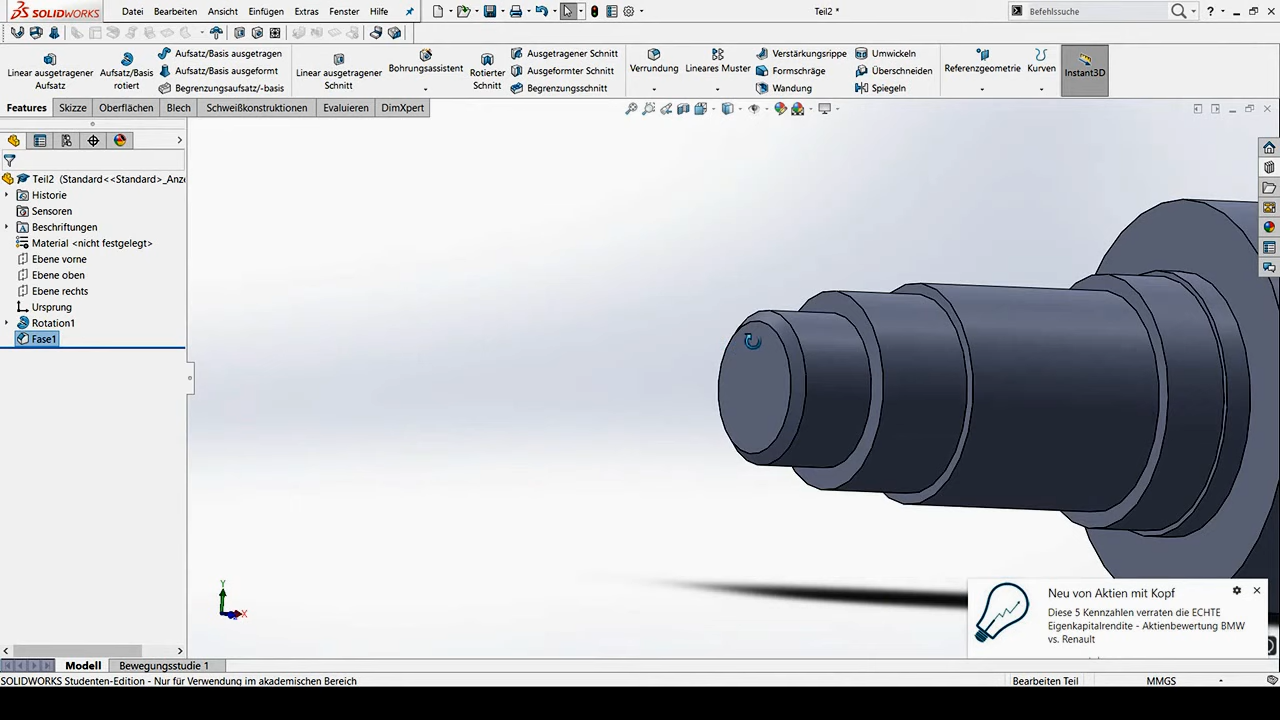 SOLIDWORKS Datei Bearbeiten Ansicht Einfügen Extras Fenster Hilfe Teil2 * Befehlssuche ?
Linear ausgetragener Aufsatz
Aufsatz/Basis rotiert
Aufsatz/Basis ausgetragen
Aufsatz/Basis ausgeformt
Begrenzungsaufsatz/-basis
Linear ausgetragener Schnitt
Bohrungsassistent
Rotierter Schnitt
Ausgetragener Schnitt
Ausgeformter Schnitt
Begrenzungsschnitt
Verrundung
Lineares Muster
Verstärkungsrippe
Formschräge
Wandung
Umwickeln
Überschneiden
Spiegeln
Referenzgeometrie
Kurven
Instant3D
Features Skizze Oberflächen Blech Schweißkonstruktionen Evaluieren DimXpert
Teil2 (Standard<<Standard>_Anze
Historie
Sensoren
Beschriftungen
Material <nicht festgelegt>
Ebene vorne
Ebene oben
Ebene rechts
Ursprung
Rotation1
Fase1
Y
X
Neu von Aktien mit Kopf
Diese 5 Kennzahlen verraten die ECHTE
Eigenkapitalrendite - Aktienbewertung BMW
vs. Renault
Modell Bewegungsstudie 1
SOLIDWORKS Studenten-Edition - Nur für Verwendung im akademischen Bereich Bearbeiten Teil MMGS